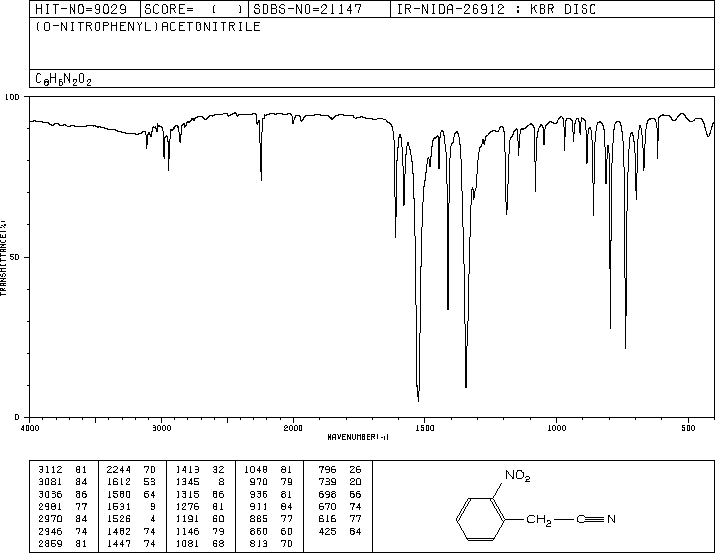 HIT-NO=9029 SCORE= ( ) SDBS-NO=21147 IR-NIDA-26912 : KBR DISC
(O-NITROPHENYL)ACETONITRILE
C8H6N2O2
100
50
0
TRANSMITTANCE(%)
4000 3000 2000 1500 1000 500
WAVENUMBER(-1)
3112 81 2244 70 1413 32 1048 81 796 26
3081 84 1612 53 1345 8 970 79 739 20
3036 86 1580 64 1315 86 936 81 698 66
2981 77 1531 9 1276 81 911 84 670 74
2970 84 1526 4 1191 60 885 77 616 77
2946 74 1482 74 1146 79 860 60 425 84
2859 81 1447 74 1081 68 813 70
NO2
CH2 C N